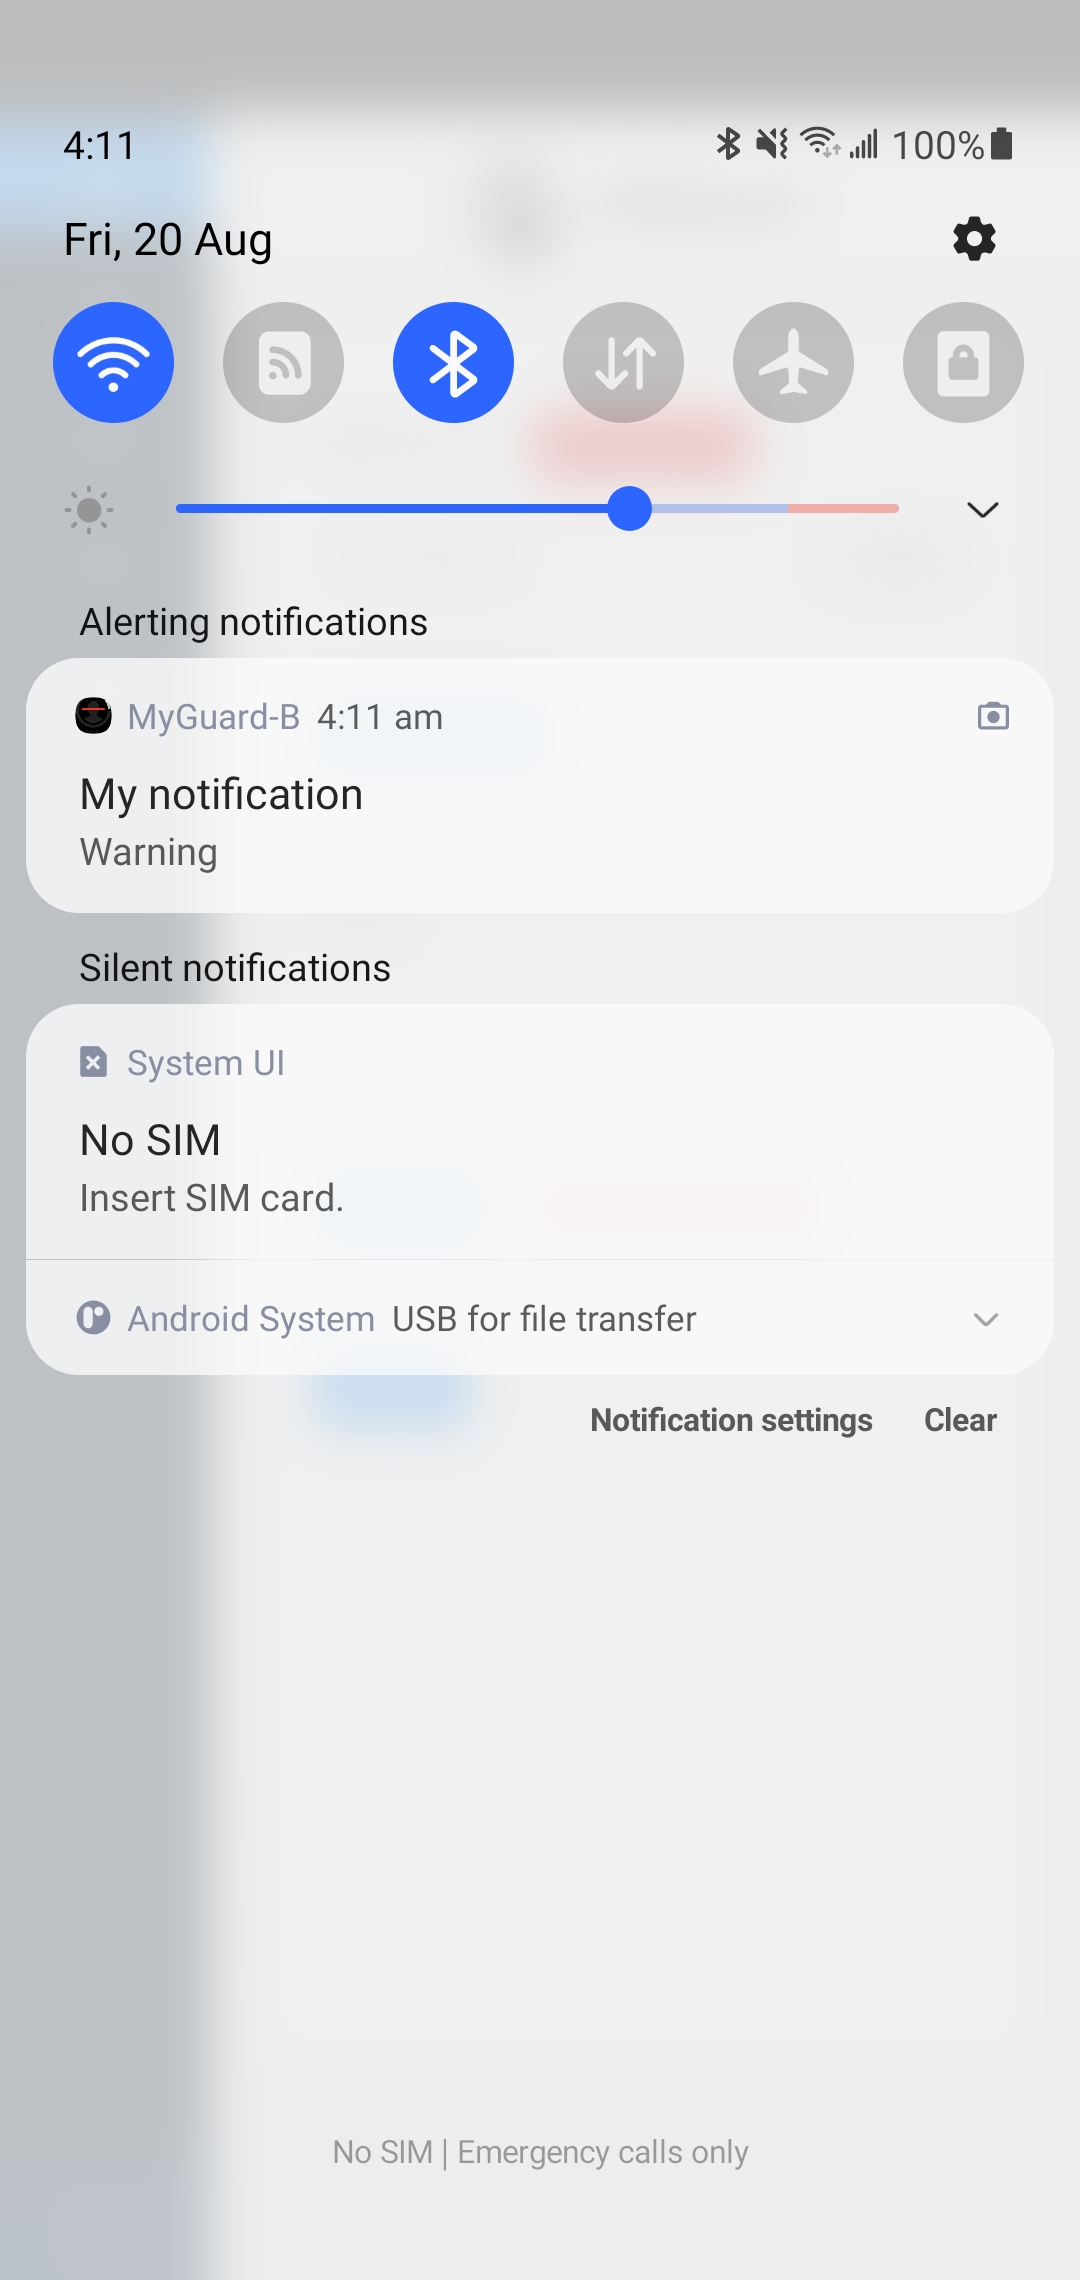 4:11 100%
Fri, 20 Aug
Alerting notifications
MyGuard-B 4:11 am
My notification
Warning
Silent notifications
System UI
No SIM
Insert SIM card.
Android System USB for file transfer
Notification settings Clear
No SIM | Emergency calls only